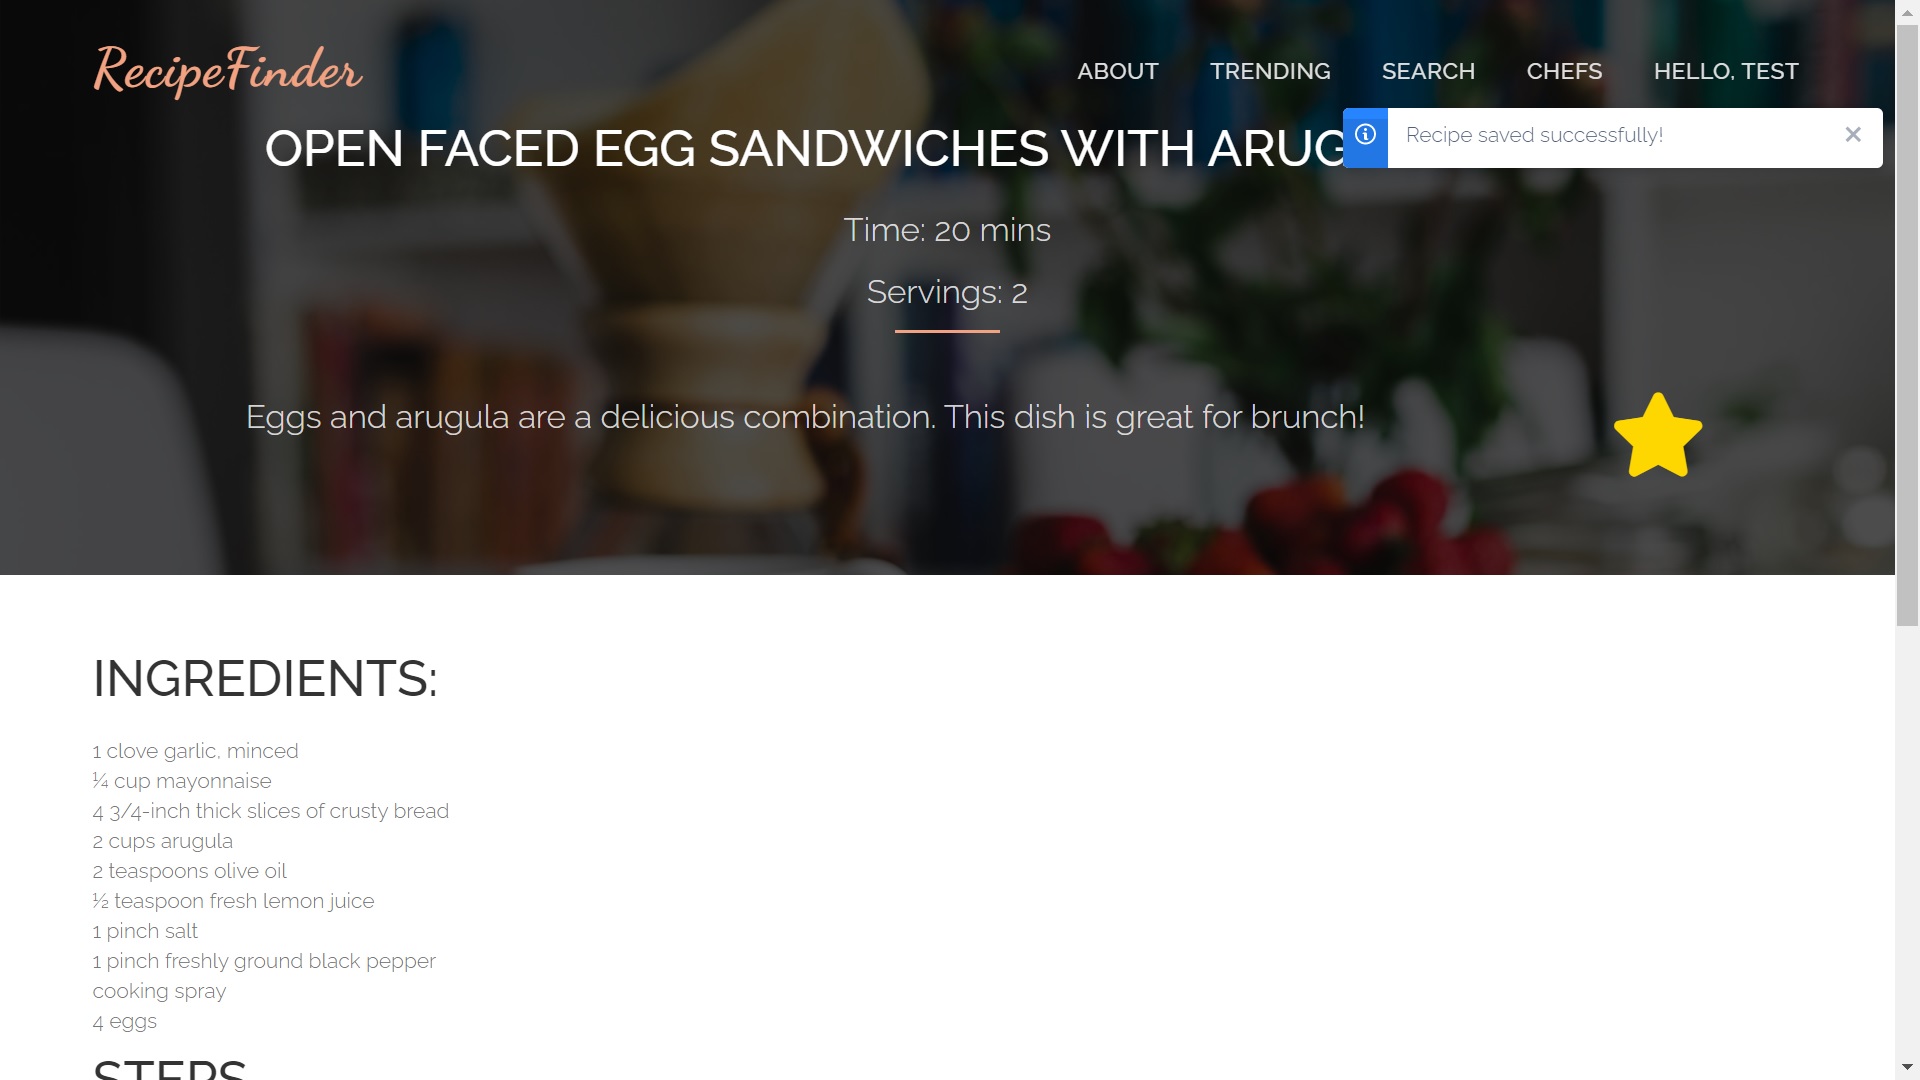 RecipeFinder
ABOUT TRENDING SEARCH CHEFS HELLO, TEST
Recipe saved successfully!
OPEN FACED EGG SANDWICHES WITH
Time: 20 mins
Servings: 2
Eggs and arugula are a delicious combination. This dish is great for brunch!
INGREDIENTS:
1 clove garlic, minced
¼ cup mayonnaise
4 3/4-inch thick slices of crusty bread
2 cups arugula
2 teaspoons olive oil
½ teaspoon fresh lemon juice
1 pinch salt
1 pinch freshly ground black pepper
cooking spray
4 eggs
STEPS